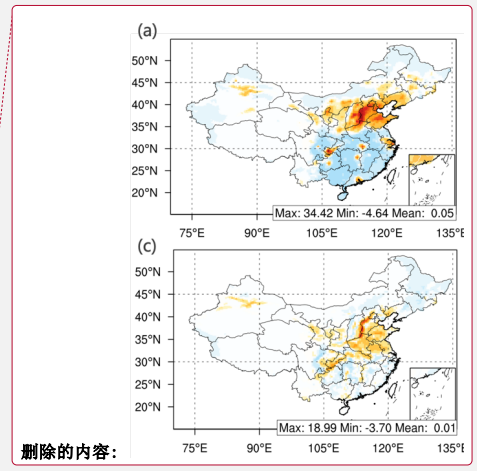 (a)
50°N
45°N
40°N
35°N
30°N
25°N
20°N
Max: 34.42 Min: -4.64 Mean: 0.05
75°E 90°E 105°E 120°E 135°E
(c)
50°N
45°N
40°N
35°N
30°N
25°N
20°N
Max: 18.99 Min: -3.70 Mean: 0.01
75°E 90°E 105°E 120°E 135°E
删除的内容：